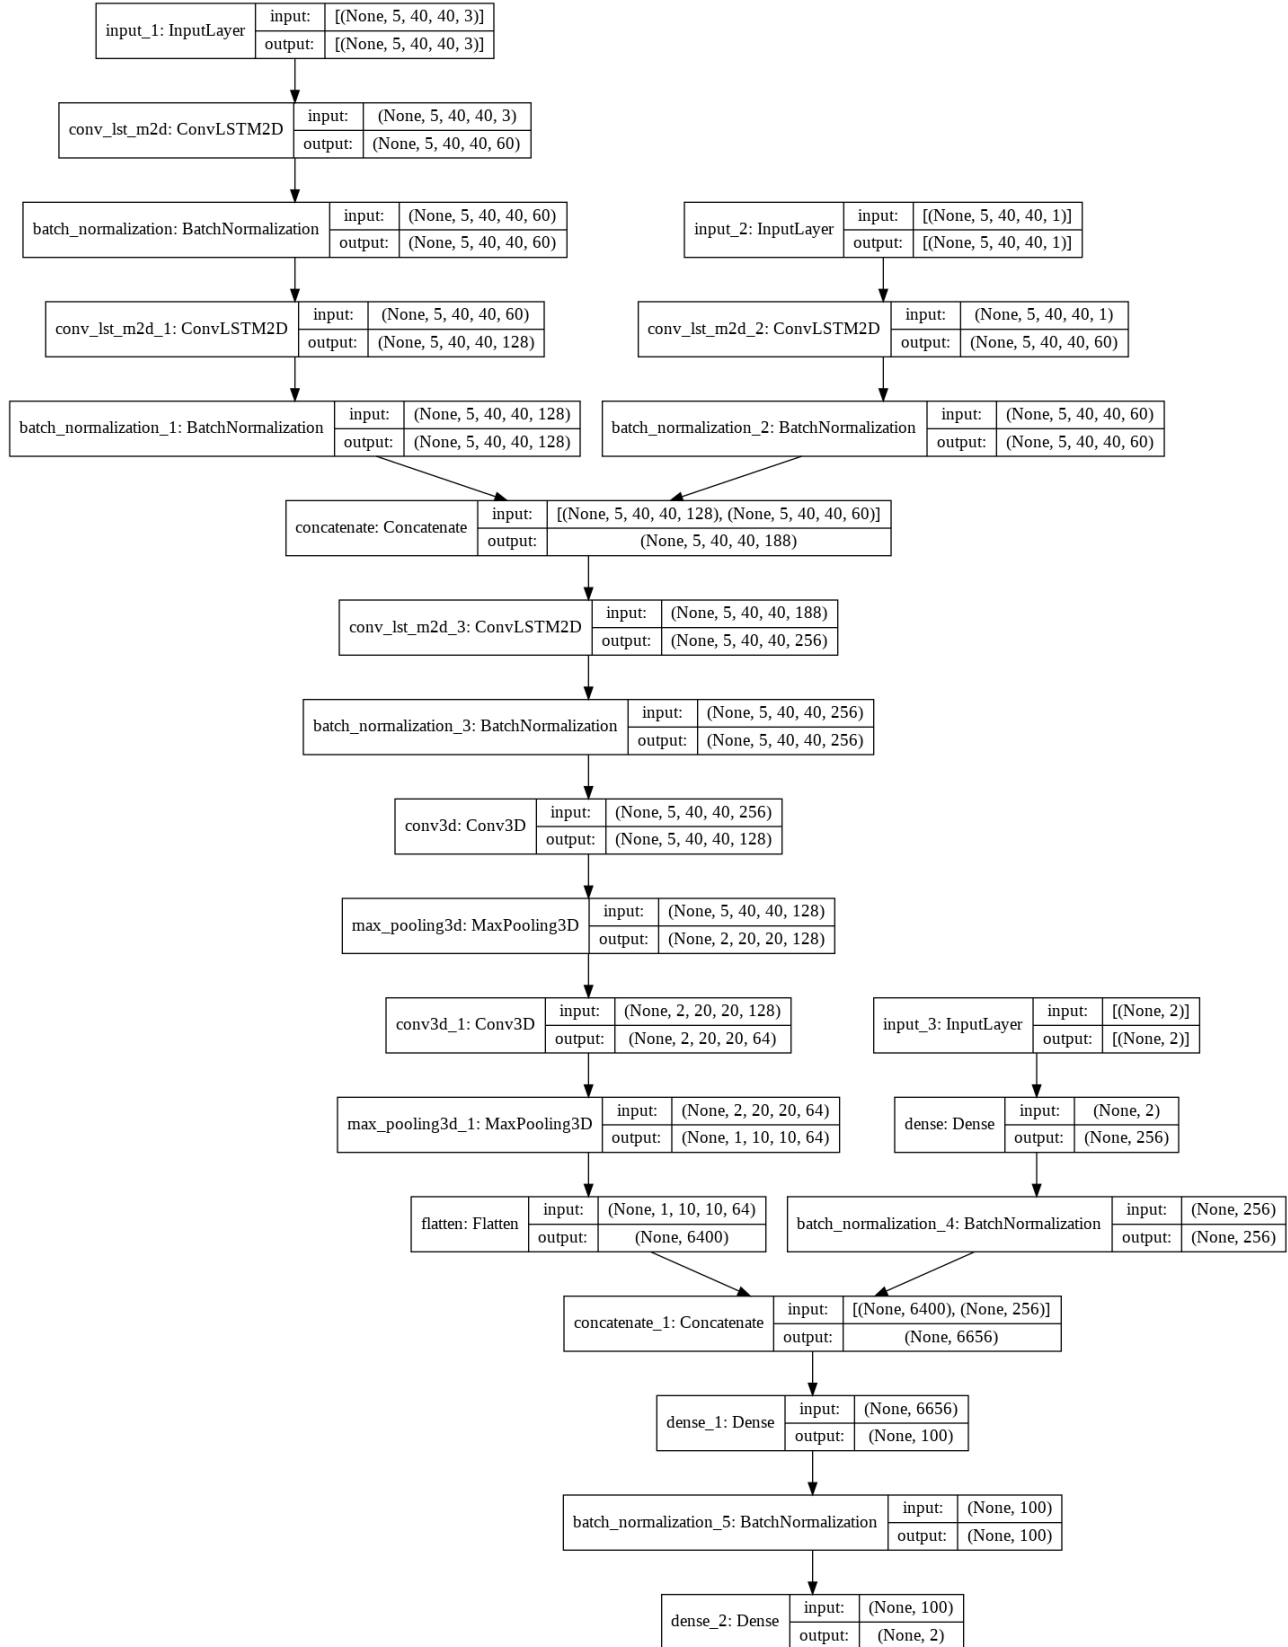 input_1: InputLayer
input: [(None, 5, 40, 40, 3)]
output: [(None, 5, 40, 40, 3)]
conv_lst_m2d: ConvLSTM2D
input: (None, 5, 40, 40, 3)
output: (None, 5, 40, 40, 60)
batch_normalization: BatchNormalization
input: (None, 5, 40, 40, 60)
output: (None, 5, 40, 40, 60)
input_2: InputLayer
input: [(None, 5, 40, 40, 1)]
output: [(None, 5, 40, 40, 1)]
conv_lst_m2d_1: ConvLSTM2D
input: (None, 5, 40, 40, 60)
output: (None, 5, 40, 40, 128)
conv_lst_m2d_2: ConvLSTM2D
input: (None, 5, 40, 40, 1)
output: (None, 5, 40, 40, 60)
batch_normalization_1: BatchNormalization
input: (None, 5, 40, 40, 128)
output: (None, 5, 40, 40, 128)
batch_normalization_2: BatchNormalization
input: (None, 5, 40, 40, 60)
output: (None, 5, 40, 40, 60)
concatenate: Concatenate
input: [(None, 5, 40, 40, 128), (None, 5, 40, 40, 60)]
output: (None, 5, 40, 40, 188)
conv_lst_m2d_3: ConvLSTM2D
input: (None, 5, 40, 40, 188)
output: (None, 5, 40, 40, 256)
batch_normalization_3: BatchNormalization
input: (None, 5, 40, 40, 256)
output: (None, 5, 40, 40, 256)
conv3d: Conv3D
input: (None, 5, 40, 40, 256)
output: (None, 5, 40, 40, 128)
max_pooling3d: MaxPooling3D
input: (None, 5, 40, 40, 128)
output: (None, 2, 20, 20, 128)
conv3d_1: Conv3D
input: (None, 2, 20, 20, 128)
output: (None, 2, 20, 20, 64)
input_3: InputLayer
input: [(None, 2)]
output: [(None, 2)]
max_pooling3d_1: MaxPooling3D
input: (None, 2, 20, 20, 64)
output: (None, 1, 10, 10, 64)
dense: Dense
input: (None, 2)
output: (None, 256)
flatten: Flatten
input: (None, 1, 10, 10, 64)
output: (None, 6400)
batch_normalization_4: BatchNormalization
input: (None, 256)
output: (None, 256)
concatenate_1: Concatenate
input: [(None, 6400), (None, 256)]
output: (None, 6656)
dense_1: Dense
input: (None, 6656)
output: (None, 100)
batch_normalization_5: BatchNormalization
input: (None, 100)
output: (None, 100)
dense_2: Dense
input: (None, 100)
output: (None, 2)